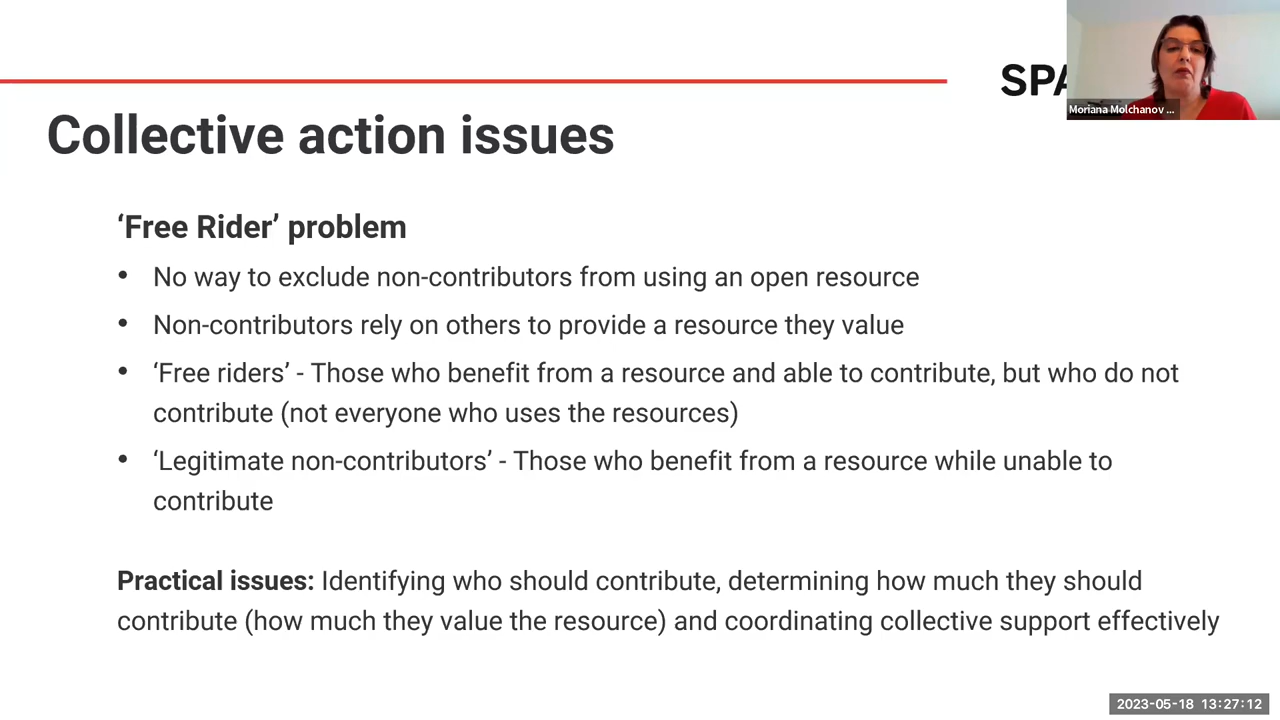 SPA
Moriana Molchanov ...
Collective action issues
‘Free Rider’ problem
• No way to exclude non-contributors from using an open resource
• Non-contributors rely on others to provide a resource they value
• ‘Free riders’ - Those who benefit from a resource and able to contribute, but who do not
contribute (not everyone who uses the resources)
• ‘Legitimate non-contributors’ - Those who benefit from a resource while unable to
contribute
Practical issues: Identifying who should contribute, determining how much they should
contribute (how much they value the resource) and coordinating collective support effectively
2023-05-18 13:27:12